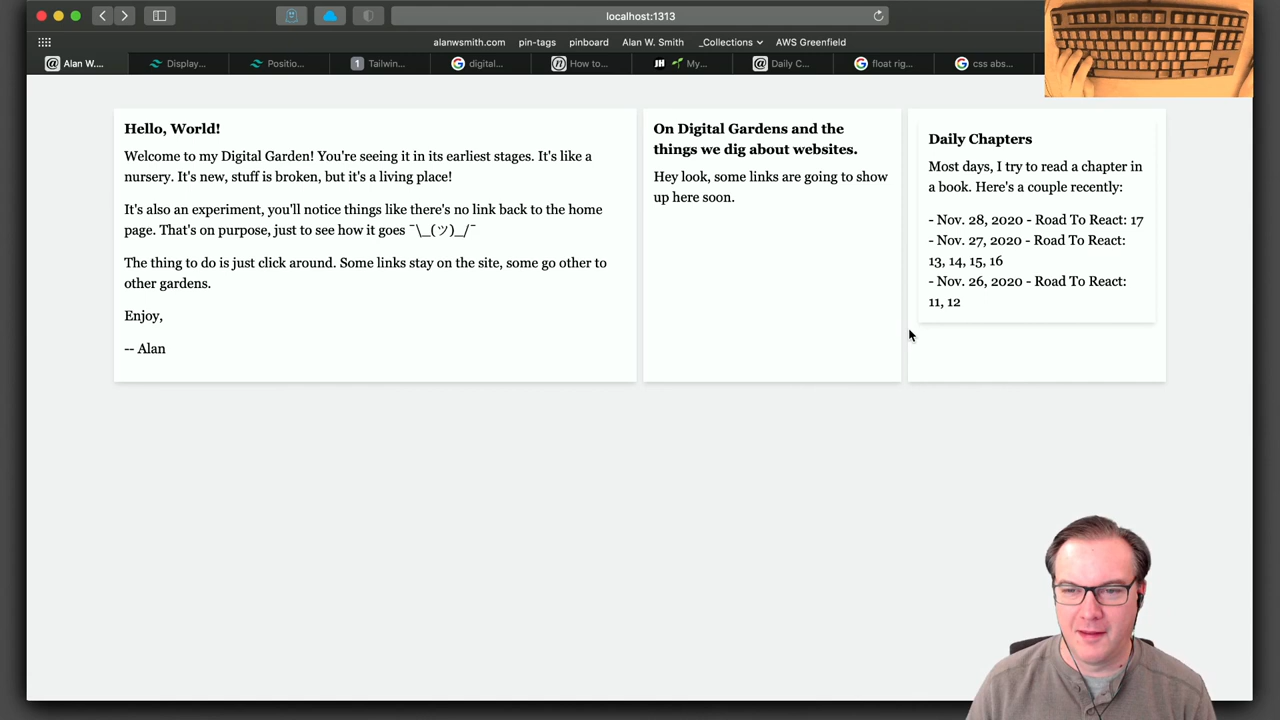 localhost:1313
alanwsmith.com pin-tags pinboard Alan W. Smith _Collections AWS Greenfield
@ Alan W.... Display... Positio... 1 Tailwin... G digital... n How to... JH My... @ Daily C... G float rig... G css abs...
Hello, World!
Welcome to my Digital Garden! You're seeing it in its earliest stages. It's like a
nursery. It's new, stuff is broken, but it's a living place!
It's also an experiment, you'll notice things like there's no link back to the home
page. That's on purpose, just to see how it goes ¯\_(ツ)_/¯
The thing to do is just click around. Some links stay on the site, some go other to
other gardens.
Enjoy,
-- Alan
On Digital Gardens and the
things we dig about websites.
Hey look, some links are going to show
up here soon.
Daily Chapters
Most days, I try to read a chapter in
a book. Here's a couple recently:
- Nov. 28, 2020 - Road To React: 17
- Nov. 27, 2020 - Road To React:
13, 14, 15, 16
- Nov. 26, 2020 - Road To React:
11, 12